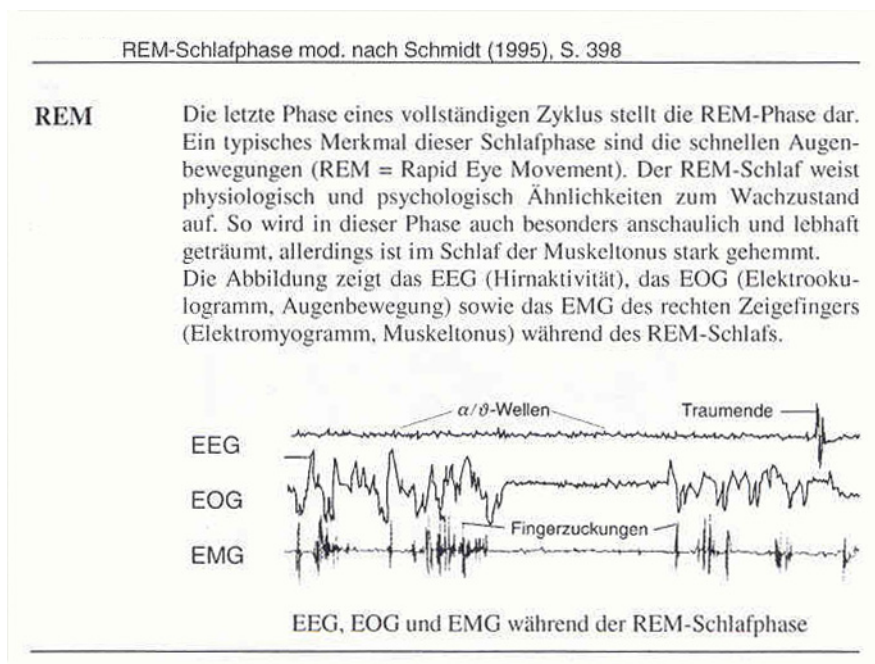 REM-Schlafphase mod. nach Schmidt (1995), S. 398
REM
Die letzte Phase eines vollständigen Zyklus stellt die REM-Phase dar.
Ein typisches Merkmal dieser Schlafphase sind die schnellen Augen-
bewegungen (REM = Rapid Eye Movement). Der REM-Schlaf weist
physiologisch und psychologisch Ähnlichkeiten zum Wachzustand
auf. So wird in dieser Phase auch besonders anschaulich und lebhaft
geträumt, allerdings ist im Schlaf der Muskeltonus stark gehemmt.
Die Abbildung zeigt das EEG (Hirnaktivität), das EOG (Elektrooku-
logramm, Augenbewegung) sowie das EMG des rechten Zeigefingers
(Elektromyogramm, Muskeltonus) während des REM-Schlafs.
α/ϑ-Wellen
Traumende
EEG
EOG
Fingerzuckungen
EMG
EEG, EOG und EMG während der REM-Schlafphase